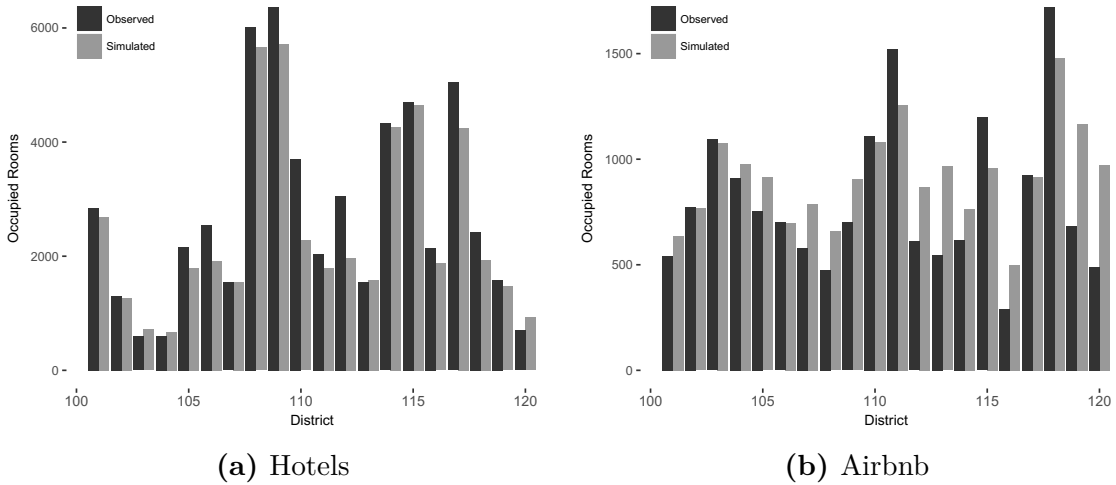 Observed
Simulated
6000
4000
2000
0
Occupied Rooms
100 105 110 115 120
District
(a) Hotels
Observed
Simulated
1500
1000
500
0
Occupied Rooms
100 105 110 115 120
District
(b) Airbnb